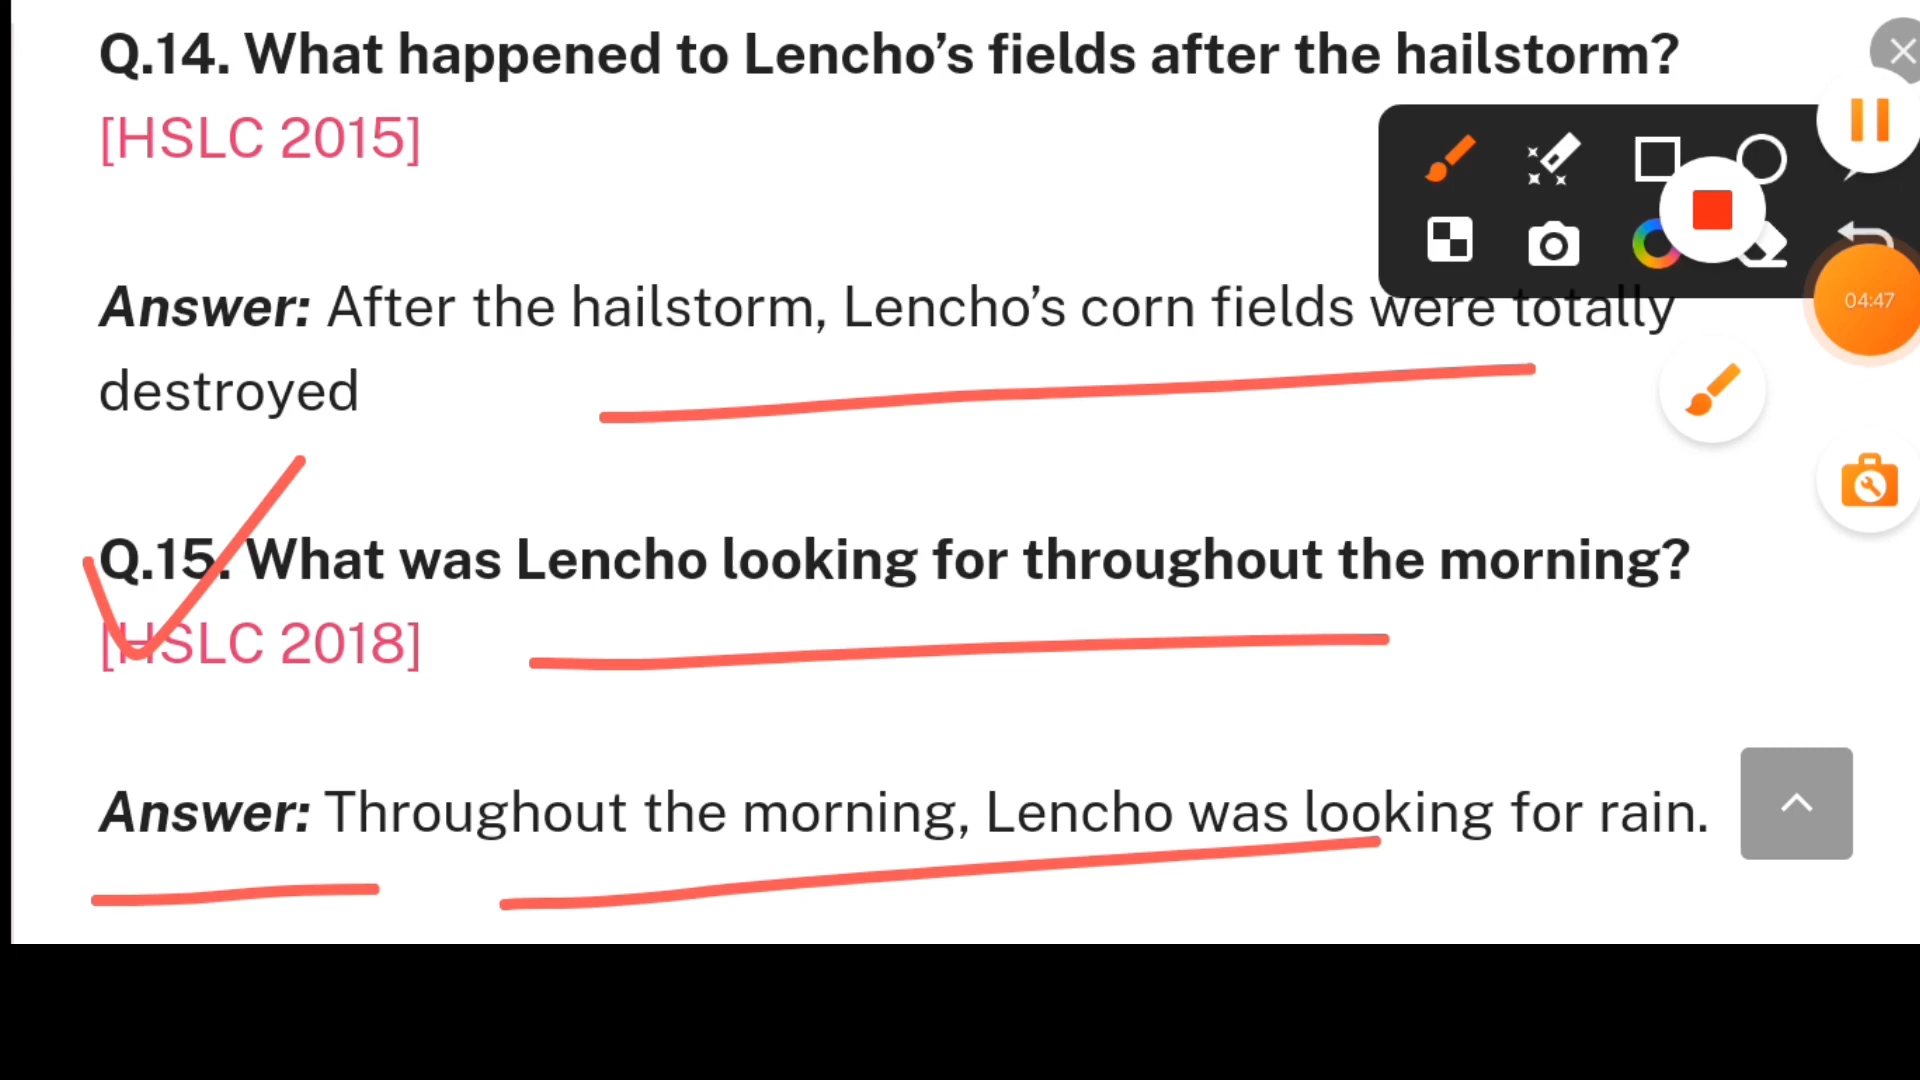 Q.14. What happened to Lencho’s fields after the hailstorm?
[HSLC 2015]
04:47
Answer: After the hailstorm, Lencho’s corn fields were totally
destroyed
Q.15. What was Lencho looking for throughout the morning?
[HSLC 2018]
Answer: Throughout the morning, Lencho was looking for rain.